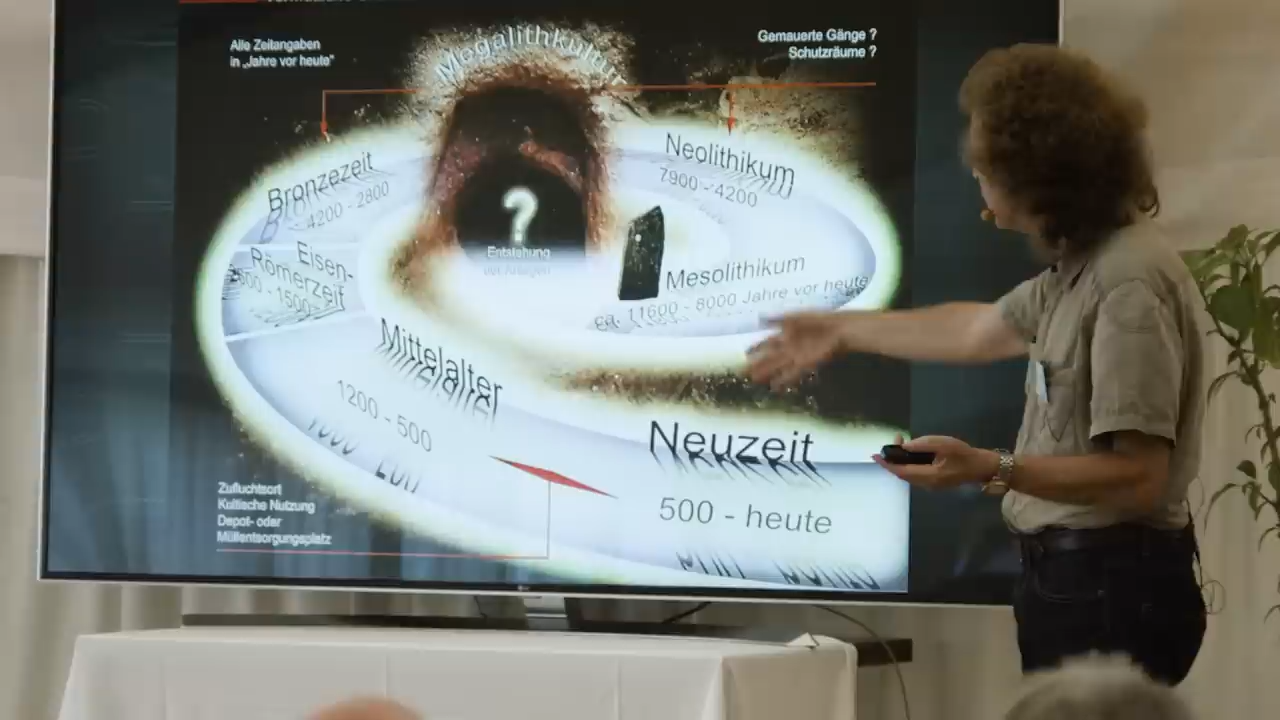 Alle Zeitangaben
in „Jahre vor heute"
Megalithkultur
Gemauerte Gänge ?
Schutzräume ?
Bronzezeit
4200 - 2800
Neolithikum
7900 - 4200
?
Entstehung
Eisen-
Römerzeit
- 1500
Mesolithikum
ca. 11600 - 8000 Jahre vor heute
Mittelalter
1200 - 500
Neuzeit
500 - heute
Zufluchtsort
Kultische Nutzung
Depot- oder
Müllentsorgungsplatz